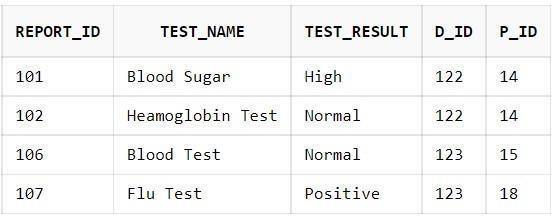 REPORT_ID TEST_NAME TEST_RESULT D_ID P_ID
101 Blood Sugar High 122 14
102 Heamoglobin Test Normal 122 14
106 Blood Test Normal 123 15
107 Flu Test Positive 123 18